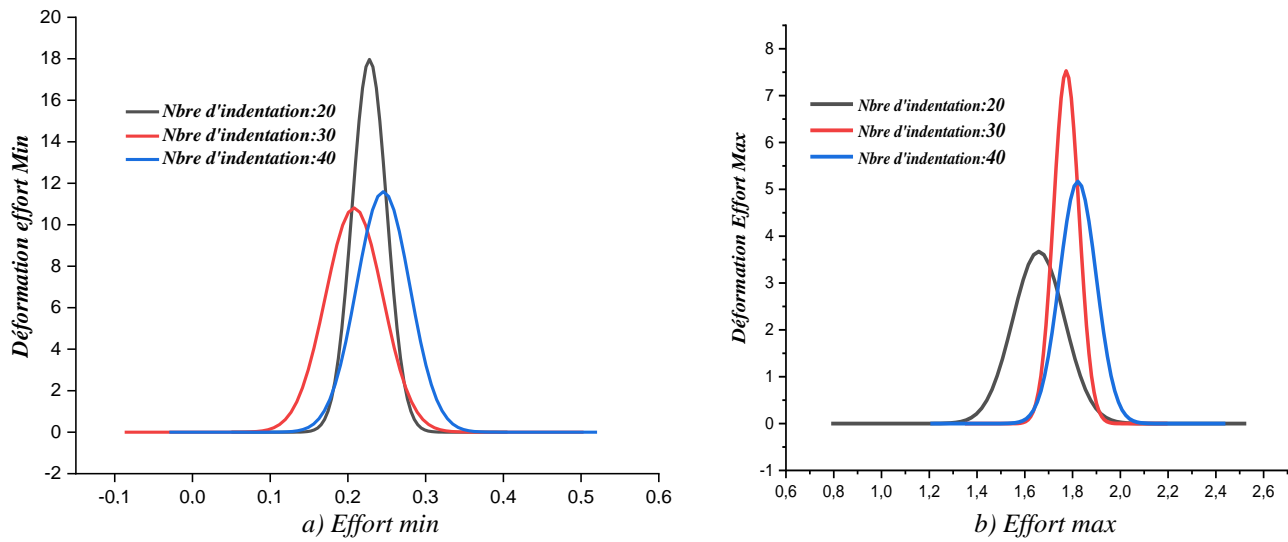 20
18
16
14
12
10
8
6
4
2
0
-2
Déformation effort Min
Nbre d'indentation:20
Nbre d'indentation:30
Nbre d'indentation:40
-0.1 0.0 0.1 0.2 0.3 0.4 0.5 0.6
a) Effort min
8
7
6
5
4
3
2
1
0
-1
Déformation Effort Max
Nbre d'indentation:20
Nbre d'indentation:30
Nbre d'indentation:40
0,6 0,8 1,0 1,2 1,4 1,6 1,8 2,0 2,2 2,4 2,6
b) Effort max